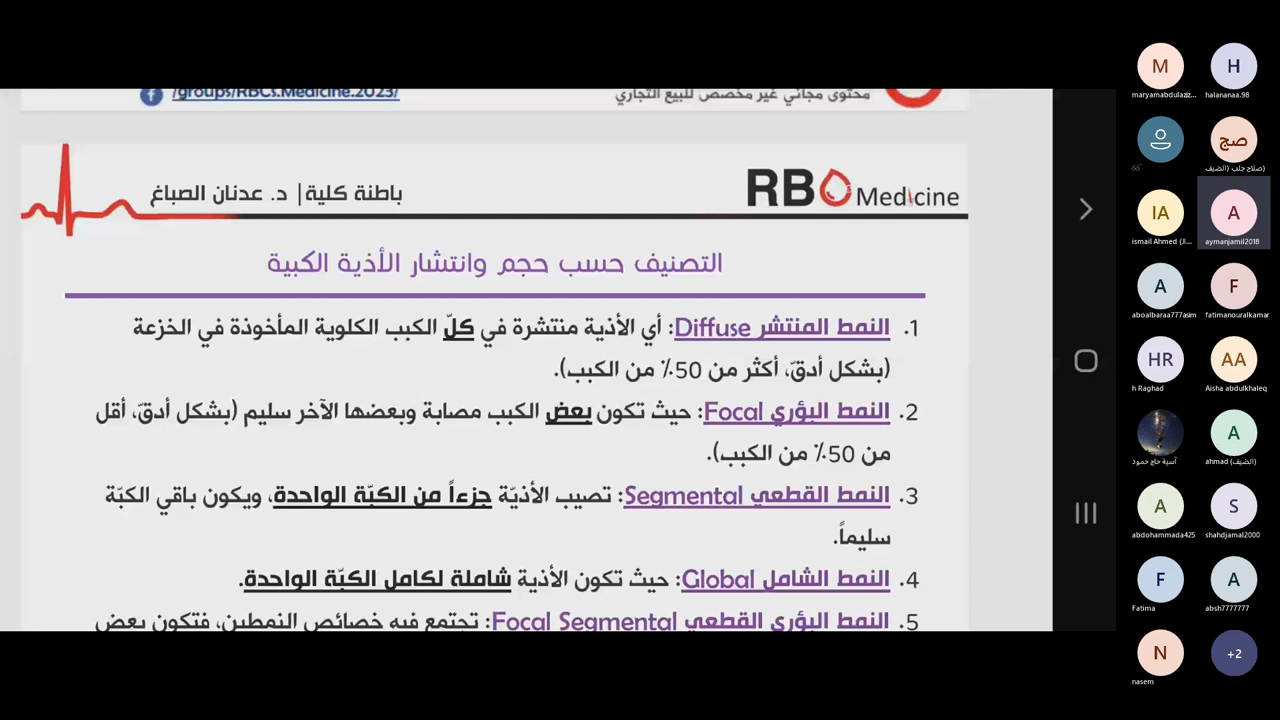 /groups/RBCs.Medicine.2023/
محتوى مجاني غير مخصص للبيع التجاري
باطنة كلية| د. عدنان الصباغ
RB Medicine
التصنيف حسب حجم وانتشار الأذية الكبية
1. النمط المنتشر Diffuse: أي الأذية منتشرة في كلّ الكبب الكلوية المأخوذة في الخزعة
(بشكل أدقّ، أكثر من 50٪ من الكبب).
2. النمط البؤري Focal: حيث تكون بعض الكبب مصابة وبعضها الآخر سليم (بشكل أدقّ، أقل
من 50٪ من الكبب).
3. النمط القطعي Segmental: تصيب الأذيّة جزءاً من الكبّة الواحدة، ويكون باقي الكبّة
سليماً.
4. النمط الشامل Global: حيث تكون الأذية شاملة لكامل الكبّة الواحدة.
5. النمط البؤري القطعي Focal Segmental: تجتمع فيه خصائص النمطين، فتكون بعض
M
maryamabdulaziz...
H
halananaa.98
صج
صلاح جلب (الضيف)
IA
ismail Ahmed (ال...
A
aymanjamil2018
A
aboalbaraa777asim
F
fatimanouralkamar
HR
h Raghad
AA
Aisha abdulkhaleq
آسية حاج حمود
A
ahmad (الضيف)
A
abdohammada425
S
shahdjamal2000
F
Fatima
A
absh7777777
N
nasem
+2